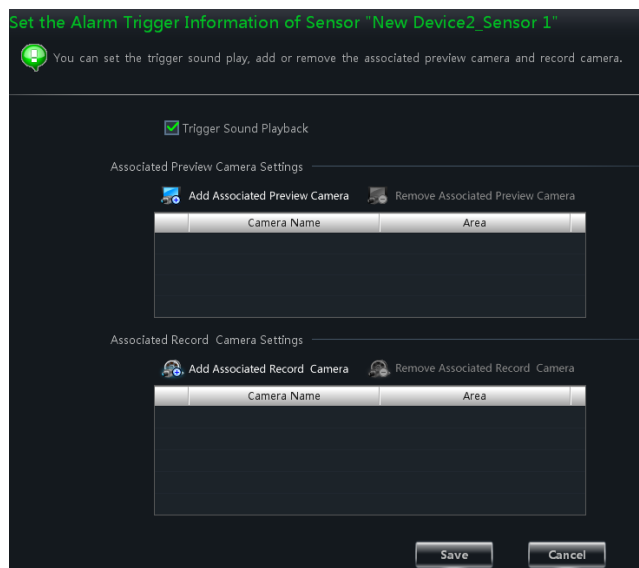 Set the Alarm Trigger Information of Sensor "New Device2_Sensor 1"
You can set the trigger sound play, add or remove the associated preview camera and record camera.
Trigger Sound Playback
Associated Preview Camera Settings
Add Associated Preview Camera Remove Associated Preview Camera
Camera Name Area
Associated Record Camera Settings
Add Associated Record Camera Remove Associated Record Camera
Camera Name Area
Save Cancel